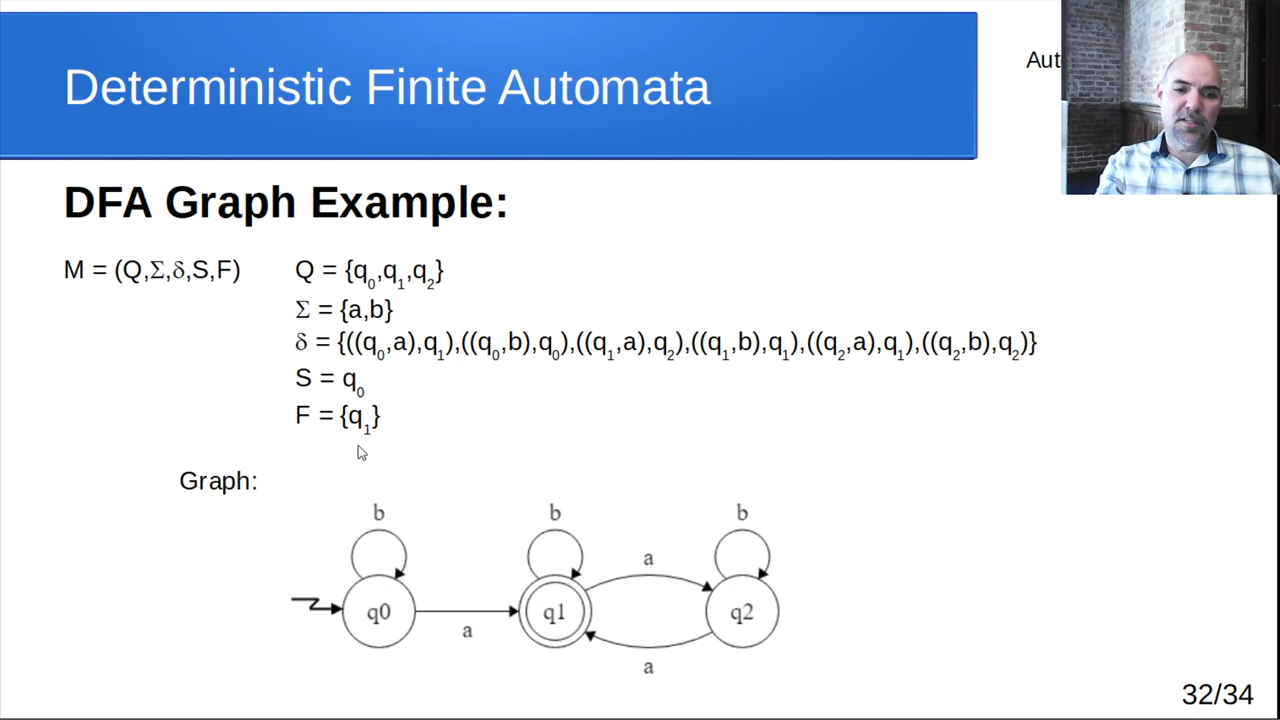 Deterministic Finite Automata
Aut
DFA Graph Example:
M = (Q,Σ,δ,S,F)
Q = {q₀,q₁,q₂}
Σ = {a,b}
δ = {((q₀,a),q₁),((q₀,b),q₀),((q₁,a),q₂),((q₁,b),q₁),((q₂,a),q₁),((q₂,b),q₂)}
S = q₀
F = {q₁}
Graph:
b
b
b
a
q0
q1
q2
a
a
32/34